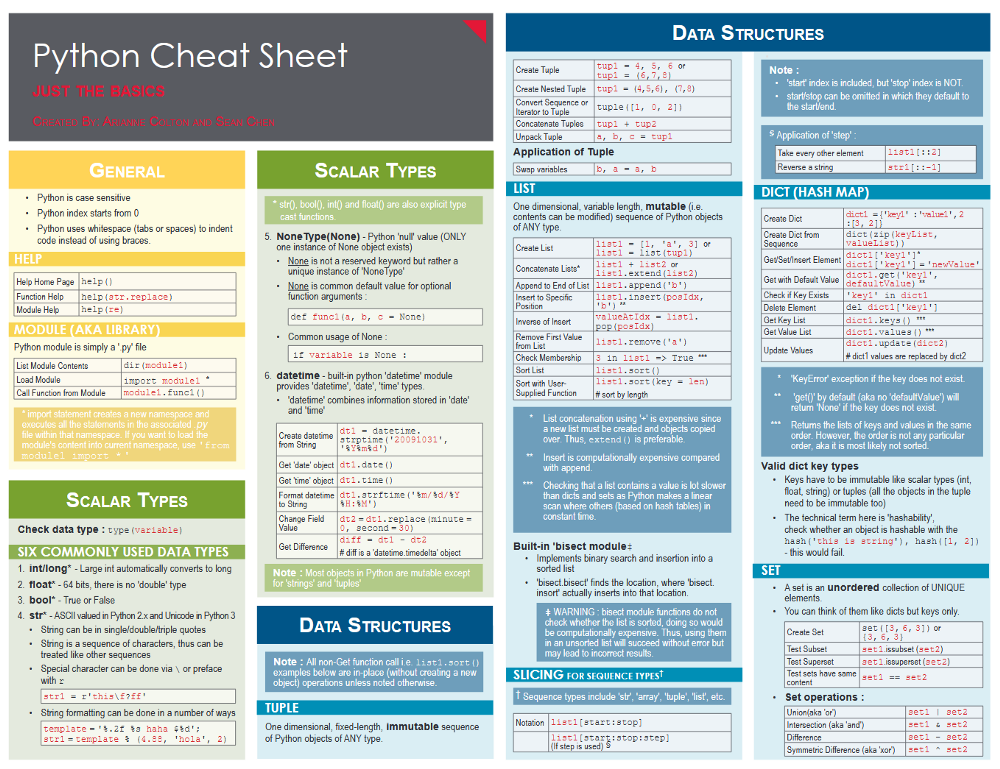 Python Cheat Sheet
JUST THE BASICS
CREATED BY: ARIANNE COLTON AND SEAN CHEN
GENERAL
• Python is case sensitive
• Python index starts from 0
• Python uses whitespace (tabs or spaces) to indent
code instead of using braces.
HELP
Help Home Page help()
Function Help help(str.replace)
Module Help help(re)
MODULE (AKA LIBRARY)
Python module is simply a '.py' file
List Module Contents dir(module1)
Load Module import module1 *
Call Function from Module module1.func1()
* import statement creates a new namespace and
executes all the statements in the associated .py
file within that namespace. If you want to load the
module's content into current namespace, use 'from
module1 import * '
SCALAR TYPES
Check data type : type(variable)
SIX COMMONLY USED DATA TYPES
1. int/long* - Large int automatically converts to long
2. float* - 64 bits, there is no 'double' type
3. bool* - True or False
4. str* - ASCII valued in Python 2.x and Unicode in Python 3
• String can be in single/double/triple quotes
• String is a sequence of characters, thus can be
treated like other sequences
• Special character can be done via \ or preface
with r
str1 = r'this\f?ff'
• String formatting can be done in a number of ways
template = '%.2f %s haha $%d';
str1 = template % (4.88, 'hola', 2)
SCALAR TYPES
* str(), bool(), int() and float() are also explicit type
cast functions.
5. NoneType(None) - Python 'null' value (ONLY
one instance of None object exists)
• None is not a reserved keyword but rather a
unique instance of 'NoneType'
• None is common default value for optional
function arguments :
def func1(a, b, c = None)
• Common usage of None :
if variable is None :
6. datetime - built-in python 'datetime' module
provides 'datetime', 'date', 'time' types.
• 'datetime' combines information stored in 'date'
and 'time'
Create datetime
from String
dt1 = datetime.
strptime('20091031',
'%Y%m%d')
Get 'date' object dt1.date()
Get 'time' object dt1.time()
Format datetime
to String
dt1.strftime('%m/%d/%Y
%H:%M')
Change Field
Value
dt2 = dt1.replace(minute =
0, second = 30)
Get Difference
diff = dt1 - dt2
# diff is a 'datetime.timedelta' object
Note : Most objects in Python are mutable except
for 'strings' and 'tuples'
DATA STRUCTURES
Note : All non-Get function call i.e. list1.sort()
examples below are in-place (without creating a new
object) operations unless noted otherwise.
TUPLE
One dimensional, fixed-length, immutable sequence
of Python objects of ANY type.
DATA STRUCTURES
Create Tuple
tup1 = 4, 5, 6 or
tup1 = (6,7,8)
Create Nested Tuple tup1 = (4,5,6), (7,8)
Convert Sequence or
Iterator to Tuple
tuple([1, 0, 2])
Concatenate Tuples tup1 + tup2
Unpack Tuple a, b, c = tup1
Application of Tuple
Swap variables b, a = a, b
LIST
One dimensional, variable length, mutable (i.e.
contents can be modified) sequence of Python objects
of ANY type.
Create List
list1 = [1, 'a', 3] or
list1 = list(tup1)
Concatenate Lists*
list1 + list2 or
list1.extend(list2)
Append to End of List list1.append('b')
Insert to Specific
Position
list1.insert(posIdx,
'b') **
Inverse of Insert
valueAtIdx = list1.
pop(posIdx)
Remove First Value
from List
list1.remove('a')
Check Membership 3 in list1 => True ***
Sort List list1.sort()
Sort with User-
Supplied Function
list1.sort(key = len)
# sort by length
* List concatenation using '+' is expensive since
a new list must be created and objects copied
over. Thus, extend() is preferable.
** Insert is computationally expensive compared
with append.
*** Checking that a list contains a value is lot slower
than dicts and sets as Python makes a linear
scan where others (based on hash tables) in
constant time.
Built-in 'bisect module‡
• Implements binary search and insertion into a
sorted list
• 'bisect.bisect' finds the location, where 'bisect.
insort' actually inserts into that location.
‡ WARNING : bisect module functions do not
check whether the list is sorted, doing so would
be computationally expensive. Thus, using them
in an unsorted list will succeed without error but
may lead to incorrect results.
SLICING FOR SEQUENCE TYPES†
† Sequence types include 'str', 'array', 'tuple', 'list', etc.
Notation list1[start:stop]
list1[start:stop:step]
(If step is used) §
Note :
• 'start' index is included, but 'stop' index is NOT.
• start/stop can be omitted in which they default to
the start/end.
§ Application of 'step' :
Take every other element list1[::2]
Reverse a string str1[::-1]
DICT (HASH MAP)
Create Dict
dict1 ={'key1' :'value1', 2
:[3, 2]}
Create Dict from
Sequence
dict(zip(keyList,
valueList))
Get/Set/Insert Element
dict1['key1']*
dict1['key1'] = 'newValue'
Get with Default Value
dict1.get('key1',
defaultValue) **
Check if Key Exists 'key1' in dict1
Delete Element del dict1['key1']
Get Key List dict1.keys() ***
Get Value List dict1.values() ***
Update Values
dict1.update(dict2)
# dict1 values are replaced by dict2
* 'KeyError' exception if the key does not exist.
** 'get()' by default (aka no 'defaultValue') will
return 'None' if the key does not exist.
*** Returns the lists of keys and values in the same
order. However, the order is not any particular
order, aka it is most likely not sorted.
Valid dict key types
• Keys have to be immutable like scalar types (int,
float, string) or tuples (all the objects in the tuple
need to be immutable too)
• The technical term here is 'hashability',
check whether an object is hashable with the
hash('this is string'), hash([1, 2])
- this would fail.
SET
• A set is an unordered collection of UNIQUE
elements.
• You can think of them like dicts but keys only.
Create Set
set([3, 6, 3]) or
{3, 6, 3}
Test Subset set1.issubset (set2)
Test Superset set1.issuperset (set2)
Test sets have same
content
set1 == set2
• Set operations :
Union(aka 'or') set1 | set2
Intersection (aka 'and') set1 & set2
Difference set1 - set2
Symmetric Difference (aka 'xor') set1 ^ set2